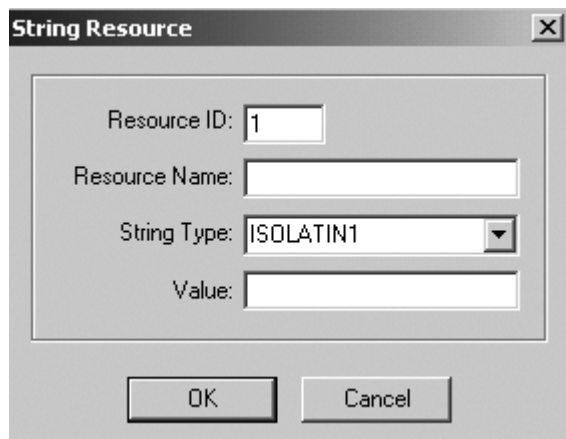 String Resource
Resource ID: 1
Resource Name:
String Type: ISOLATIN1
Value:
OK Cancel